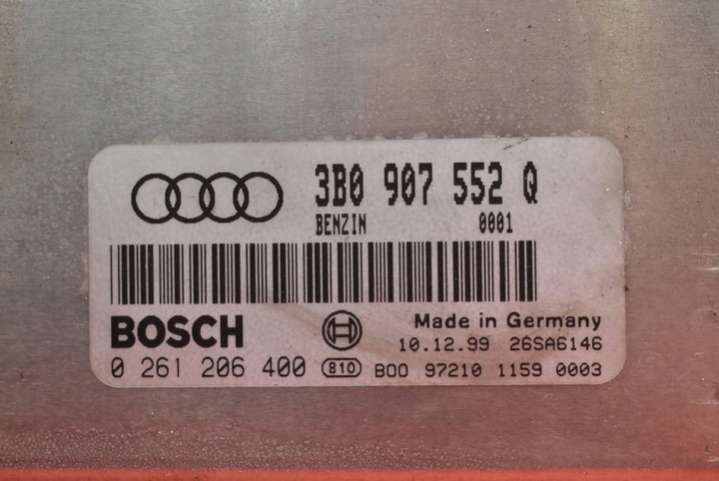 3B0 907 552 Q
BENZIN 0001
BOSCH
Made in Germany
10.12.99 26SA6146
0 261 206 400 810 B00 97210 1159 0003